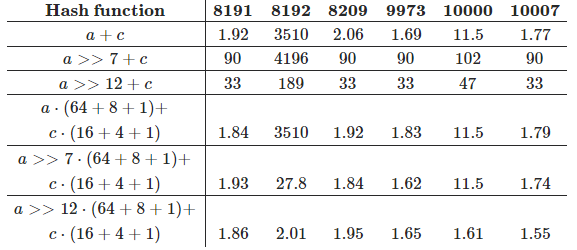 Hash function 8191 8192 8209 9973 10000 10007
a + c 1.92 3510 2.06 1.69 11.5 1.77
a >> 7 + c 90 4196 90 90 102 90
a >> 12 + c 33 189 33 33 47 33
a · (64 + 8 + 1)+
c · (16 + 4 + 1) 1.84 3510 1.92 1.83 11.5 1.79
a >> 7 · (64 + 8 + 1)+
c · (16 + 4 + 1) 1.93 27.8 1.84 1.62 11.5 1.74
a >> 12 · (64 + 8 + 1)+
c · (16 + 4 + 1) 1.86 2.01 1.95 1.65 1.61 1.55